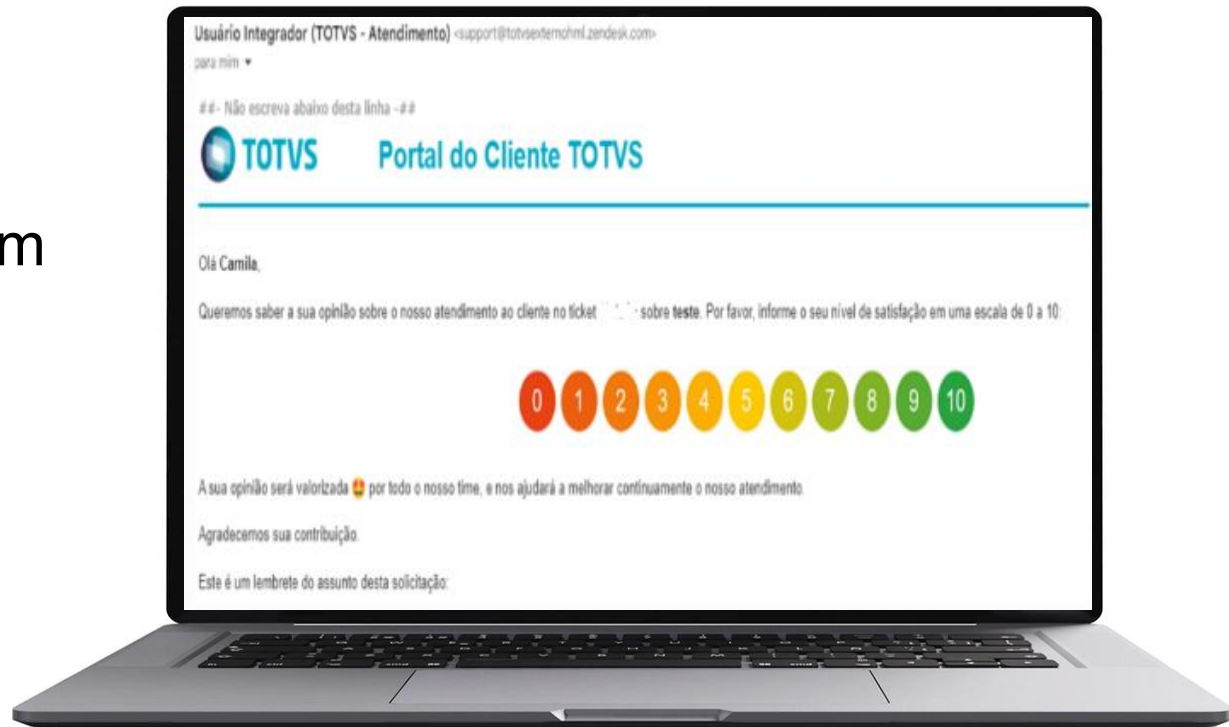 m
Usuário Integrador (TOTVS - Atendimento) <support@totvsexternohml.zendesk.com>
para mim
##- Não escreva abaixo desta linha -##
TOTVS Portal do Cliente TOTVS
Olá Camila,
Queremos saber a sua opinião sobre o nosso atendimento ao cliente no ticket sobre teste. Por favor, informe o seu nível de satisfação em uma escala de 0 a 10:
0 1 2 3 4 5 6 7 8 9 10
A sua opinião será valorizada 🤩 por todo o nosso time, e nos ajudará a melhorar continuamente o nosso atendimento.
Agradecemos sua contribuição.
Este é um lembrete do assunto desta solicitação: